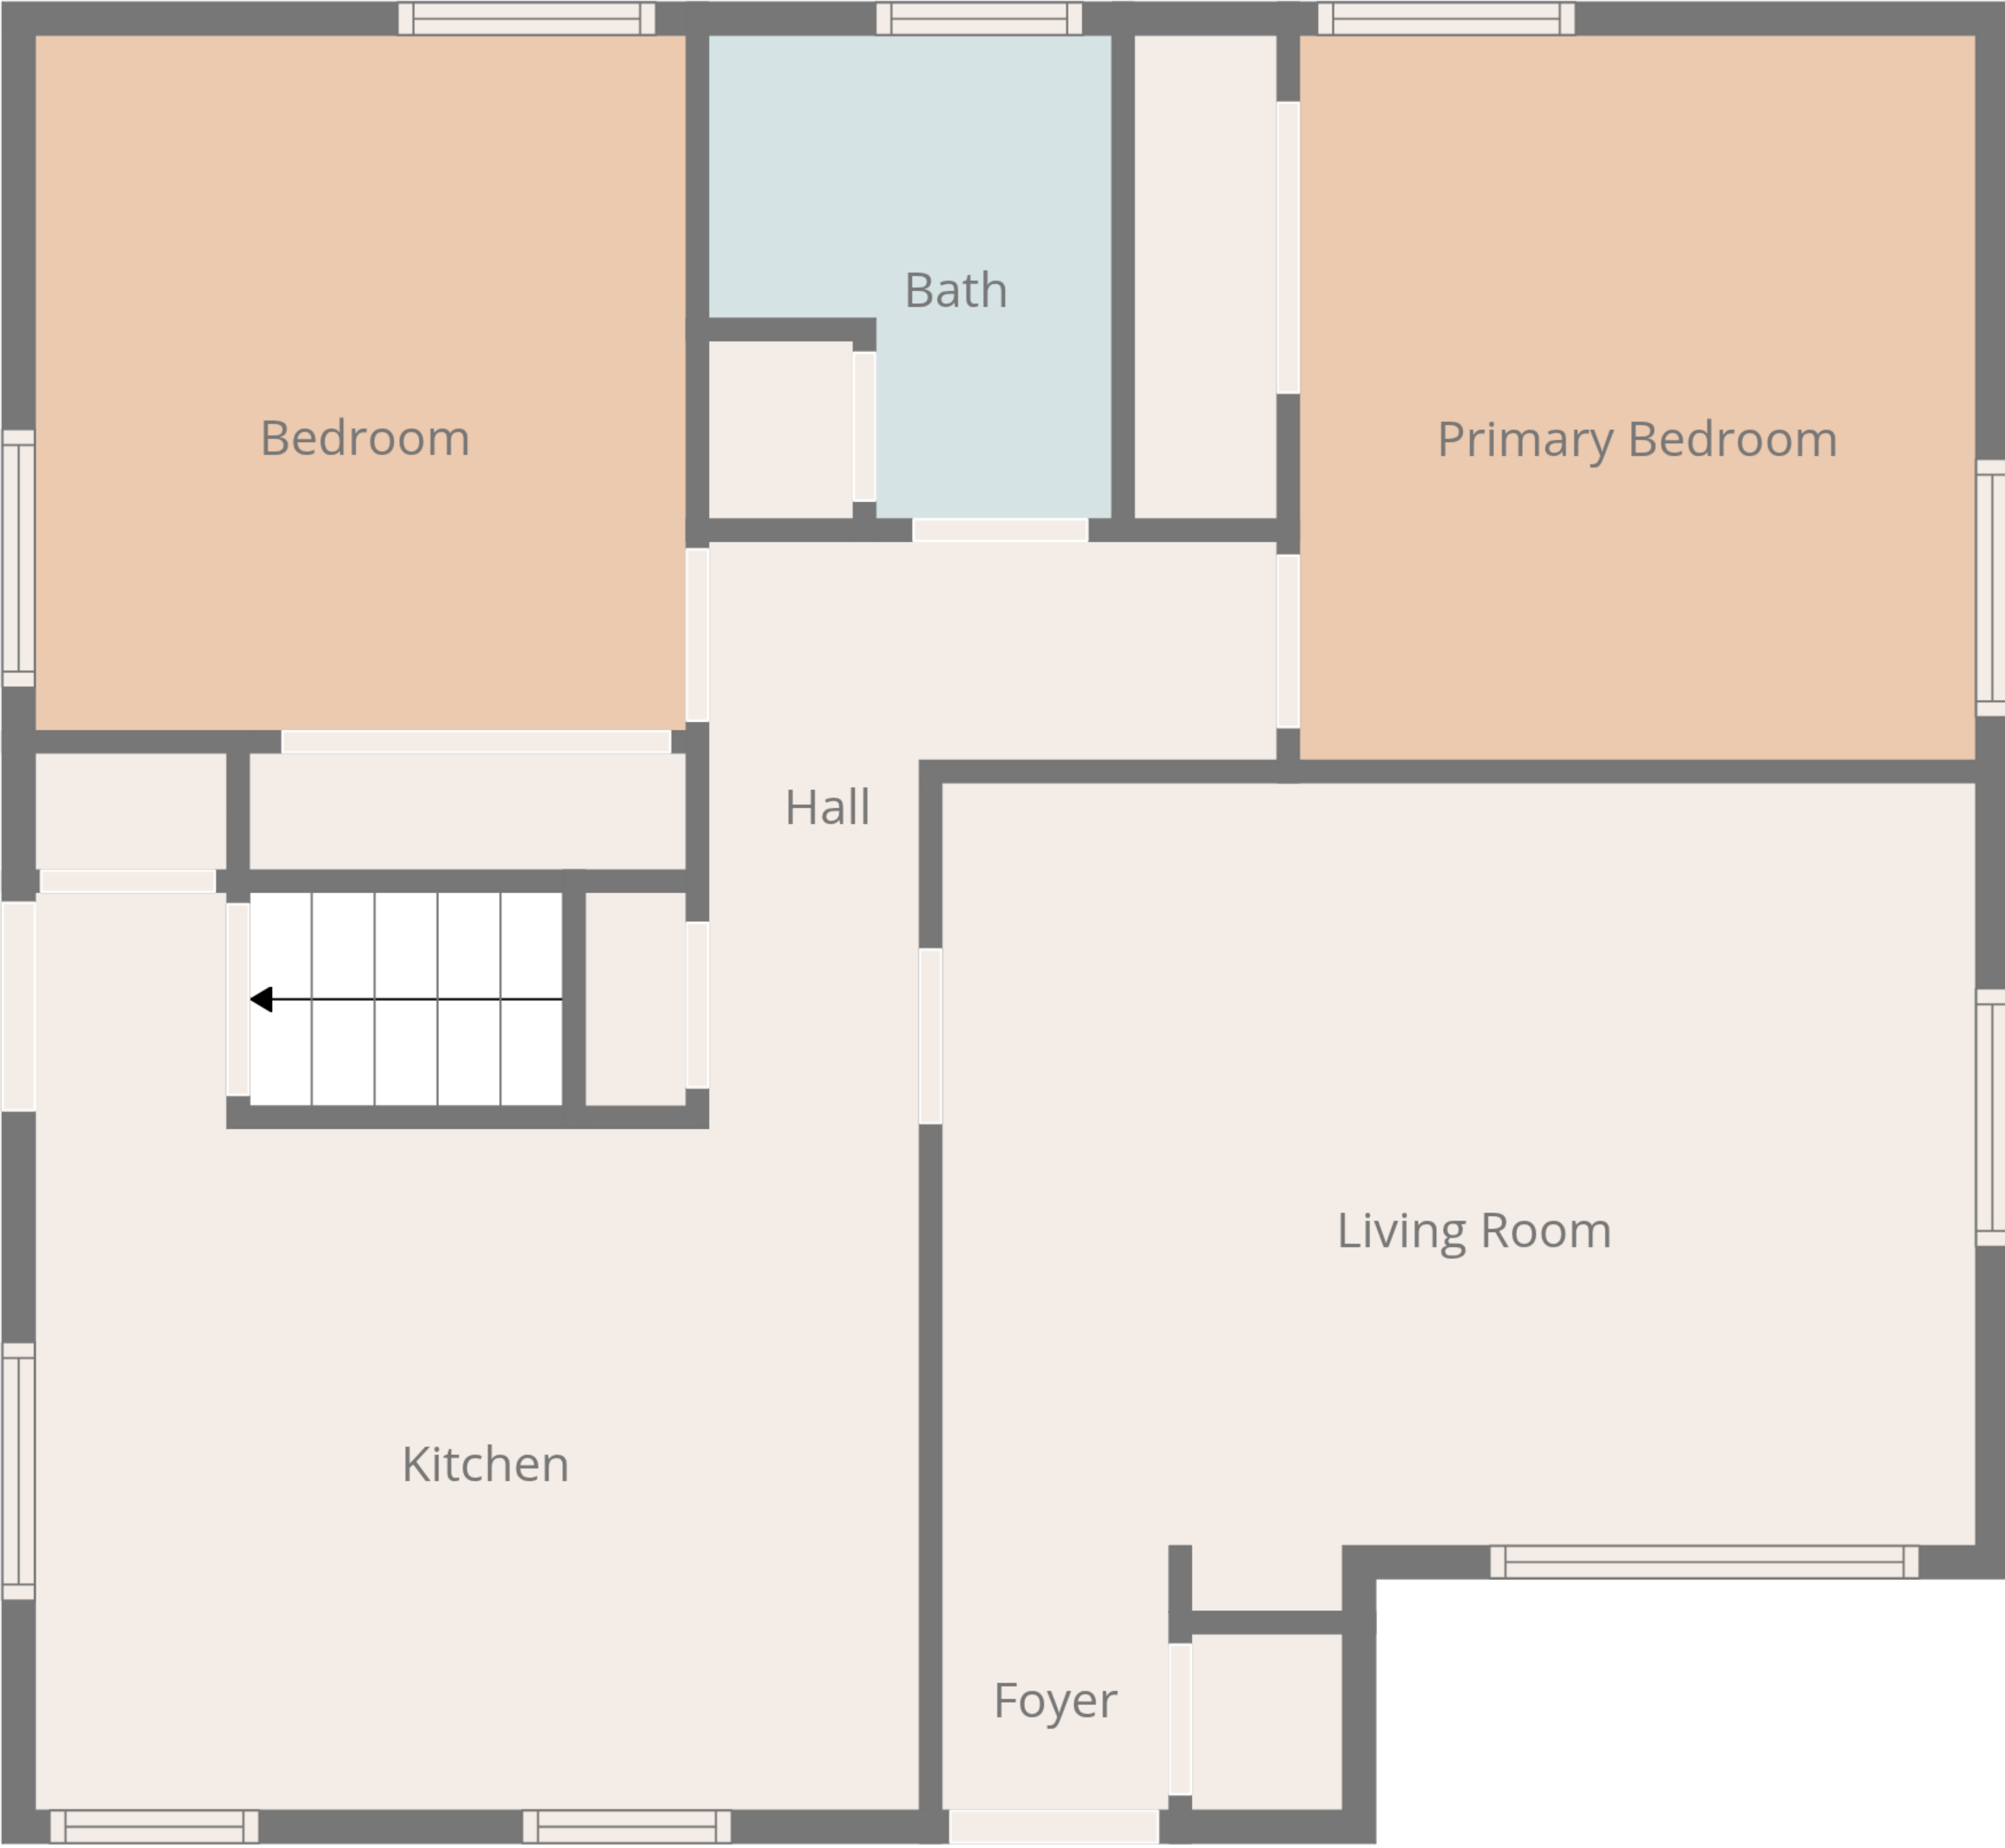 Bath
Bedroom
Primary Bedroom
Hall
Living Room
Kitchen
Foyer